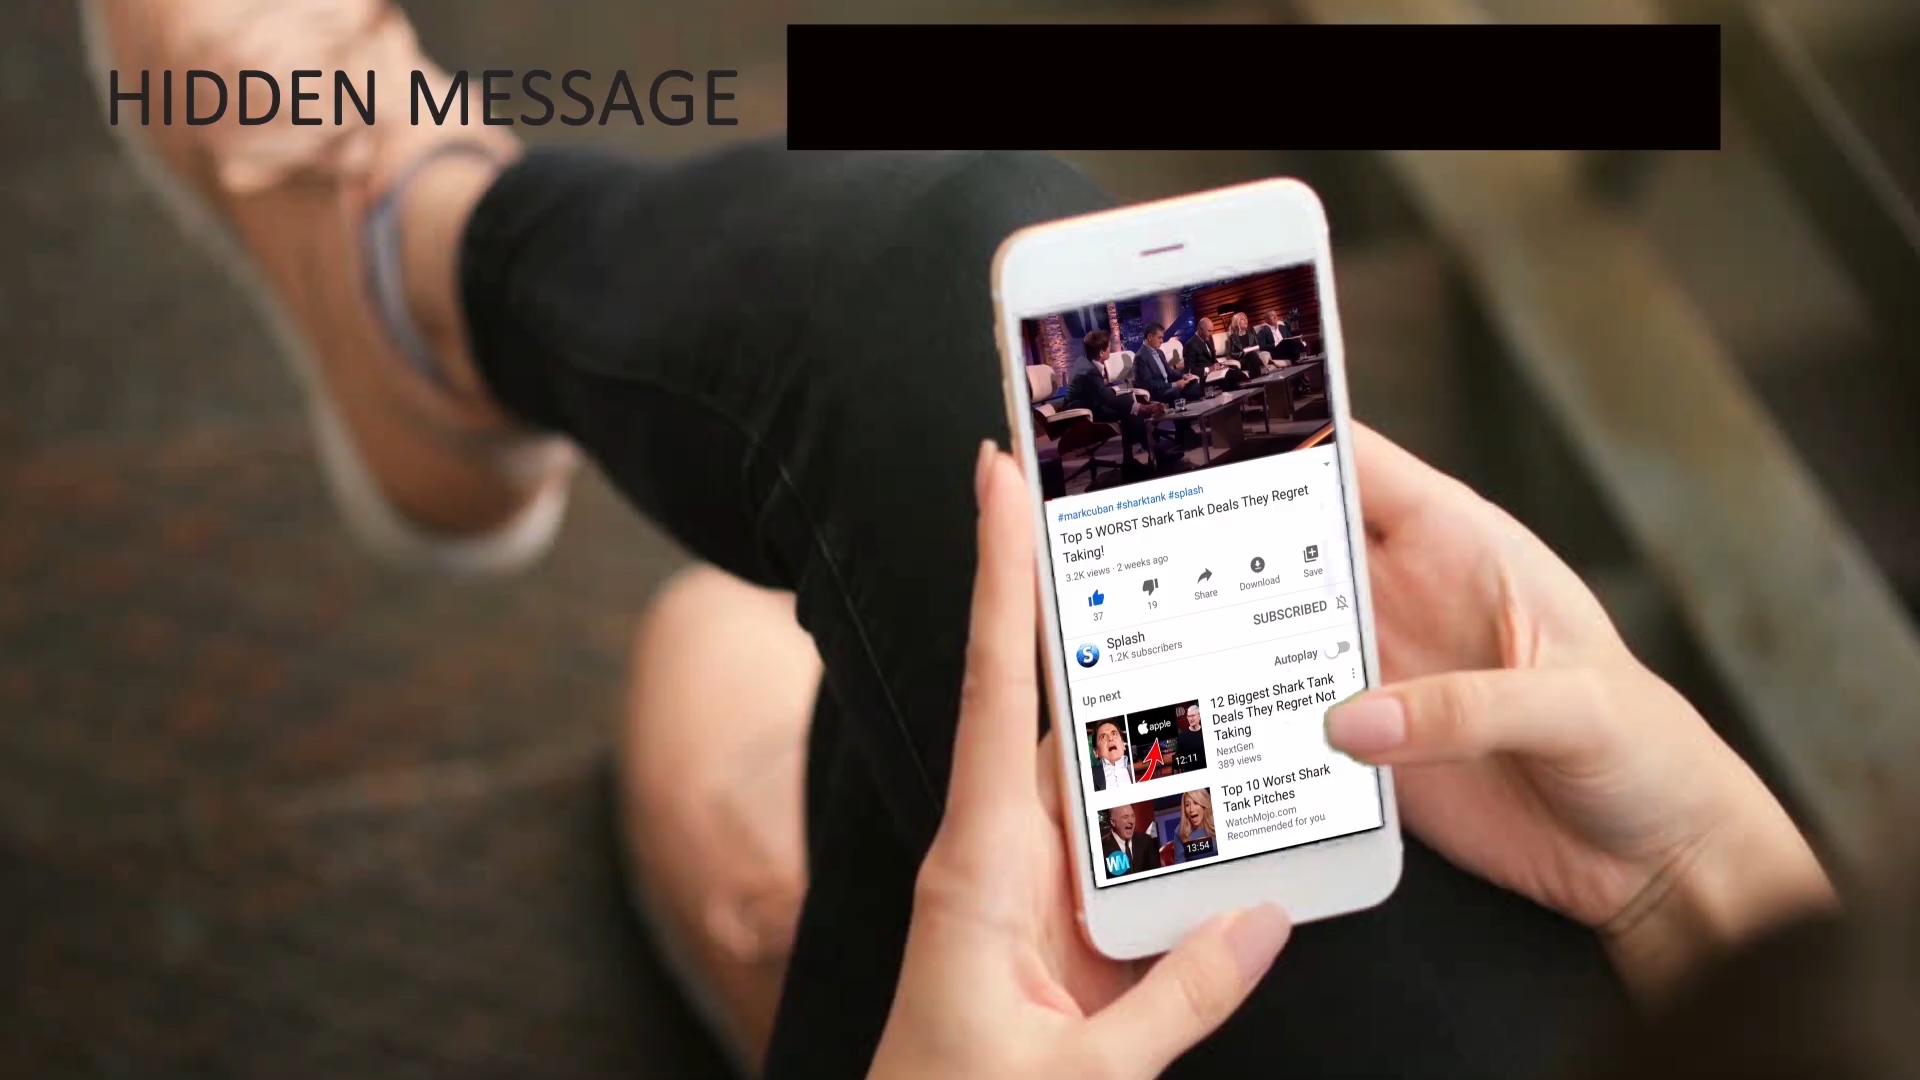 HIDDEN MESSAGE
#markcuban #sharktank #splash
Top 5 WORST Shark Tank Deals They Regret
Taking!
3.2K views · 2 weeks ago
37
19
Share
Download
Save
S
Splash
1.2K subscribers
SUBSCRIBED
Autoplay
Up next
apple
12:11
12 Biggest Shark Tank
Deals They Regret Not
Taking
NextGen
389 views
WM
13:54
Top 10 Worst Shark
Tank Pitches
WatchMojo.com
Recommended for you